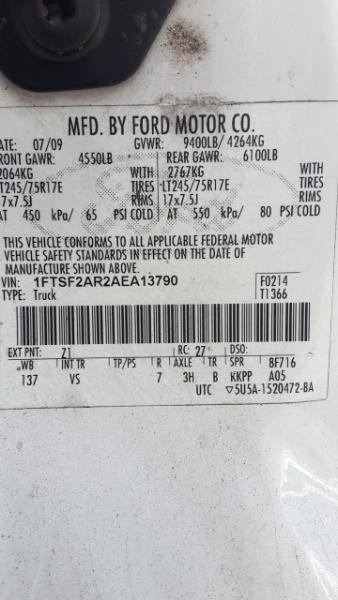 MFD. BY FORD MOTOR CO.
DATE: 07/09 GVWR: 9400LB/ 4264KG
FRONT GAWR: 4550LB REAR GAWR: 6100LB
2064KG WITH 2767KG WITH
LT245/75R17E TIRES LT245/75R17E TIRES
17x7.5J RIMS 17x7.5J RIMS
AT 450 kPa/ 65 PSI COLD AT 550 kPa/ 80 PSI COLD
THIS VEHICLE CONFORMS TO ALL APPLICABLE FEDERAL MOTOR
VEHICLE SAFETY STANDARDS IN EFFECT ON THE DATE OF
MANUFACTURE SHOWN ABOVE.
VIN: 1FTSF2AR2AEA13790 F0214
TYPE: Truck T1366
EXT PNT: Z1 RC: 27 DSO:
WB INT TR TP/PS R AXLE TR SPR 8F716
137 VS 7 3H B KKPP A05
UTC ▽5U5A-1520472-BA